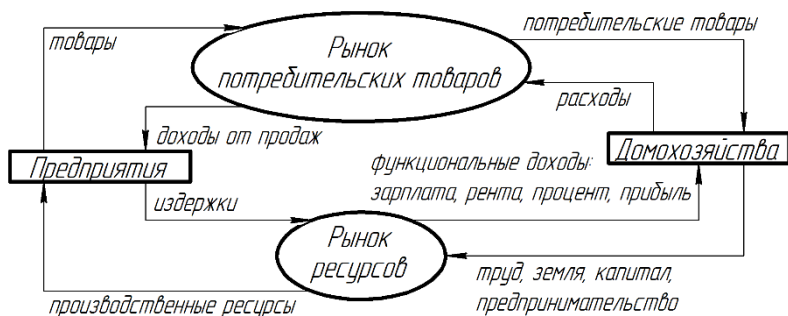 товары
Рынок
потребительских товаров
потребительские товары
расходы
доходы от продаж
Предприятия
функциональные доходы:
зарплата, рента, процент, прибыль
Домохозяйства
издержки
Рынок
ресурсов
труд, земля, капитал,
предпринимательство
производственные ресурсы